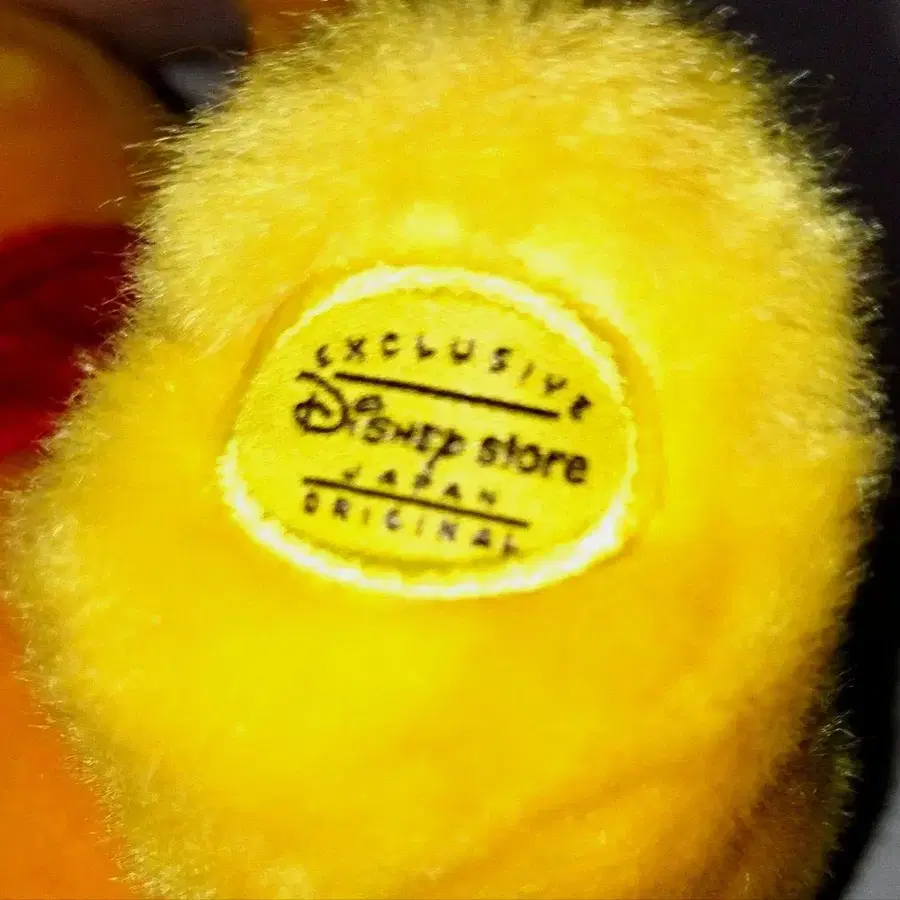 EXCLUSIVE
Disney store
JAPAN
ORIGINAL